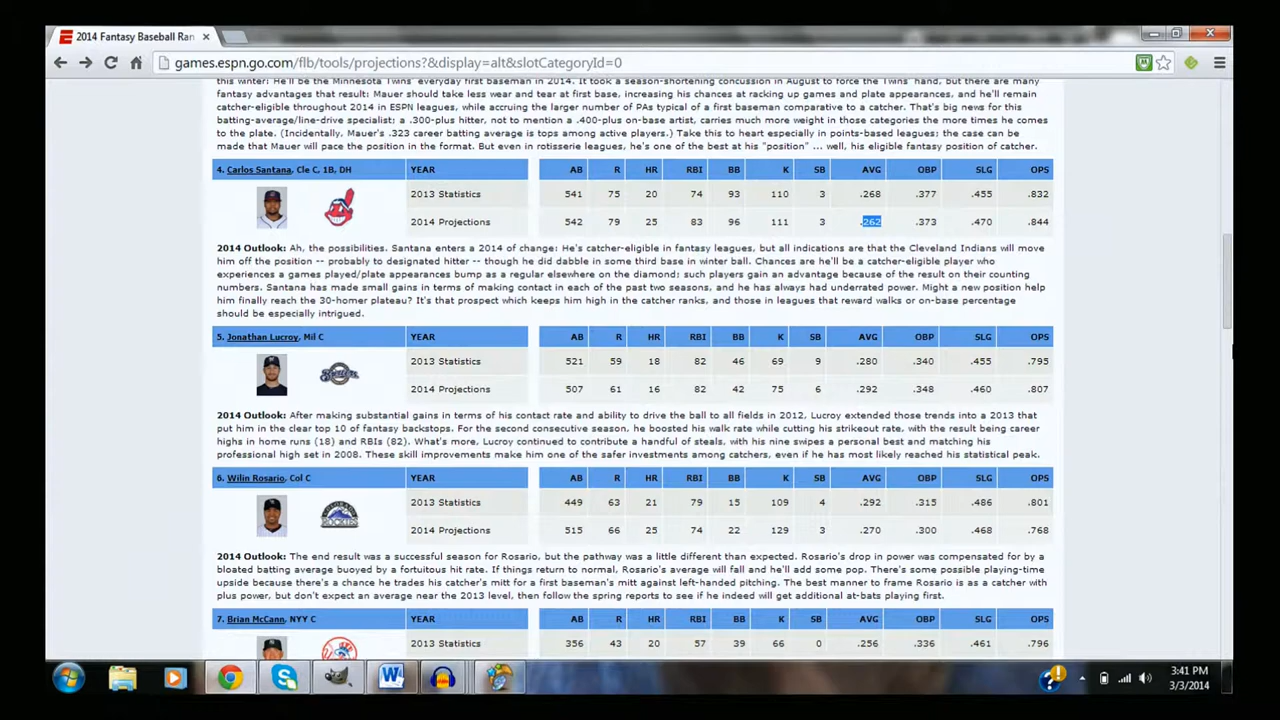 2014 Fantasy Baseball Ran
games.espn.go.com/flb/tools/projections?&display=alt&slotCategoryId=0
this winter: He'll be the Minnesota Twins' everyday first baseman in 2014. It took a season-shortening concussion in August to force the Twins' hand, but there are many
fantasy advantages that result: Mauer should take less wear and tear at first base, increasing his chances at racking up games and plate appearances, and he'll remain
catcher-eligible throughout 2014 in ESPN leagues, while accruing the larger number of PAs typical of a first baseman comparative to a catcher. That's big news for this
batting-average/line-drive specialist: a .300-plus hitter, not to mention a .400-plus on-base artist, carries much more weight in those categories the more times he comes
to the plate. (Incidentally, Mauer's .323 career batting average is tops among active players.) Take this to heart especially in points-based leagues; the case can be
made that Mauer will pace the position in the format. But even in rotisserie leagues, he's one of the best at his "position" ... well, his eligible fantasy position of catcher.
4. Carlos Santana, Cle C, 1B, DH YEAR AB R HR RBI BB K SB AVG OBP SLG OPS
2013 Statistics 541 75 20 74 93 110 3 .268 .377 .455 .832
2014 Projections 542 79 25 83 96 111 3 .262 .373 .470 .844
2014 Outlook: Ah, the possibilities. Santana enters a 2014 of change: He's catcher-eligible in fantasy leagues, but all indications are that the Cleveland Indians will move
him off the position -- probably to designated hitter -- though he did dabble in some third base in winter ball. Chances are he'll be a catcher-eligible player who
experiences a games played/plate appearances bump as a regular elsewhere on the diamond; such players gain an advantage because of the result on their counting
numbers. Santana has made small gains in terms of making contact in each of the past two seasons, and he has always had underrated power. Might a new position help
him finally reach the 30-homer plateau? It's that prospect which keeps him high in the catcher ranks, and those in leagues that reward walks or on-base percentage
should be especially intrigued.
5. Jonathan Lucroy, Mil C YEAR AB R HR RBI BB K SB AVG OBP SLG OPS
2013 Statistics 521 59 18 82 46 69 9 .280 .340 .455 .795
2014 Projections 507 61 16 82 42 75 6 .292 .348 .460 .807
2014 Outlook: After making substantial gains in terms of his contact rate and ability to drive the ball to all fields in 2012, Lucroy extended those trends into a 2013 that
put him in the clear top 10 of fantasy backstops. For the second consecutive season, he boosted his walk rate while cutting his strikeout rate, with the result being career
highs in home runs (18) and RBIs (82). What's more, Lucroy continued to contribute a handful of steals, with his nine swipes a personal best and matching his
professional high set in 2008. These skill improvements make him one of the safer investments among catchers, even if he has most likely reached his statistical peak.
6. Wilin Rosario, Col C YEAR AB R HR RBI BB K SB AVG OBP SLG OPS
2013 Statistics 449 63 21 79 15 109 4 .292 .315 .486 .801
2014 Projections 515 66 25 74 22 129 3 .270 .300 .468 .768
2014 Outlook: The end result was a successful season for Rosario, but the pathway was a little different than expected. Rosario's drop in power was compensated for by a
bloated batting average buoyed by a fortuitous hit rate. If things return to normal, Rosario's average will fall and he'll add some pop. There's some possible playing-time
upside because there's a chance he trades his catcher's mitt for a first baseman's mitt against left-handed pitching. The best manner to frame Rosario is as a catcher with
plus power, but don't expect an average near the 2013 level, then follow the spring reports to see if he indeed will get additional at-bats playing first.
7. Brian McCann, NYY C YEAR AB R HR RBI BB K SB AVG OBP SLG OPS
2013 Statistics 356 43 20 57 39 66 0 .256 .336 .461 .796
3:41 PM
3/3/2014